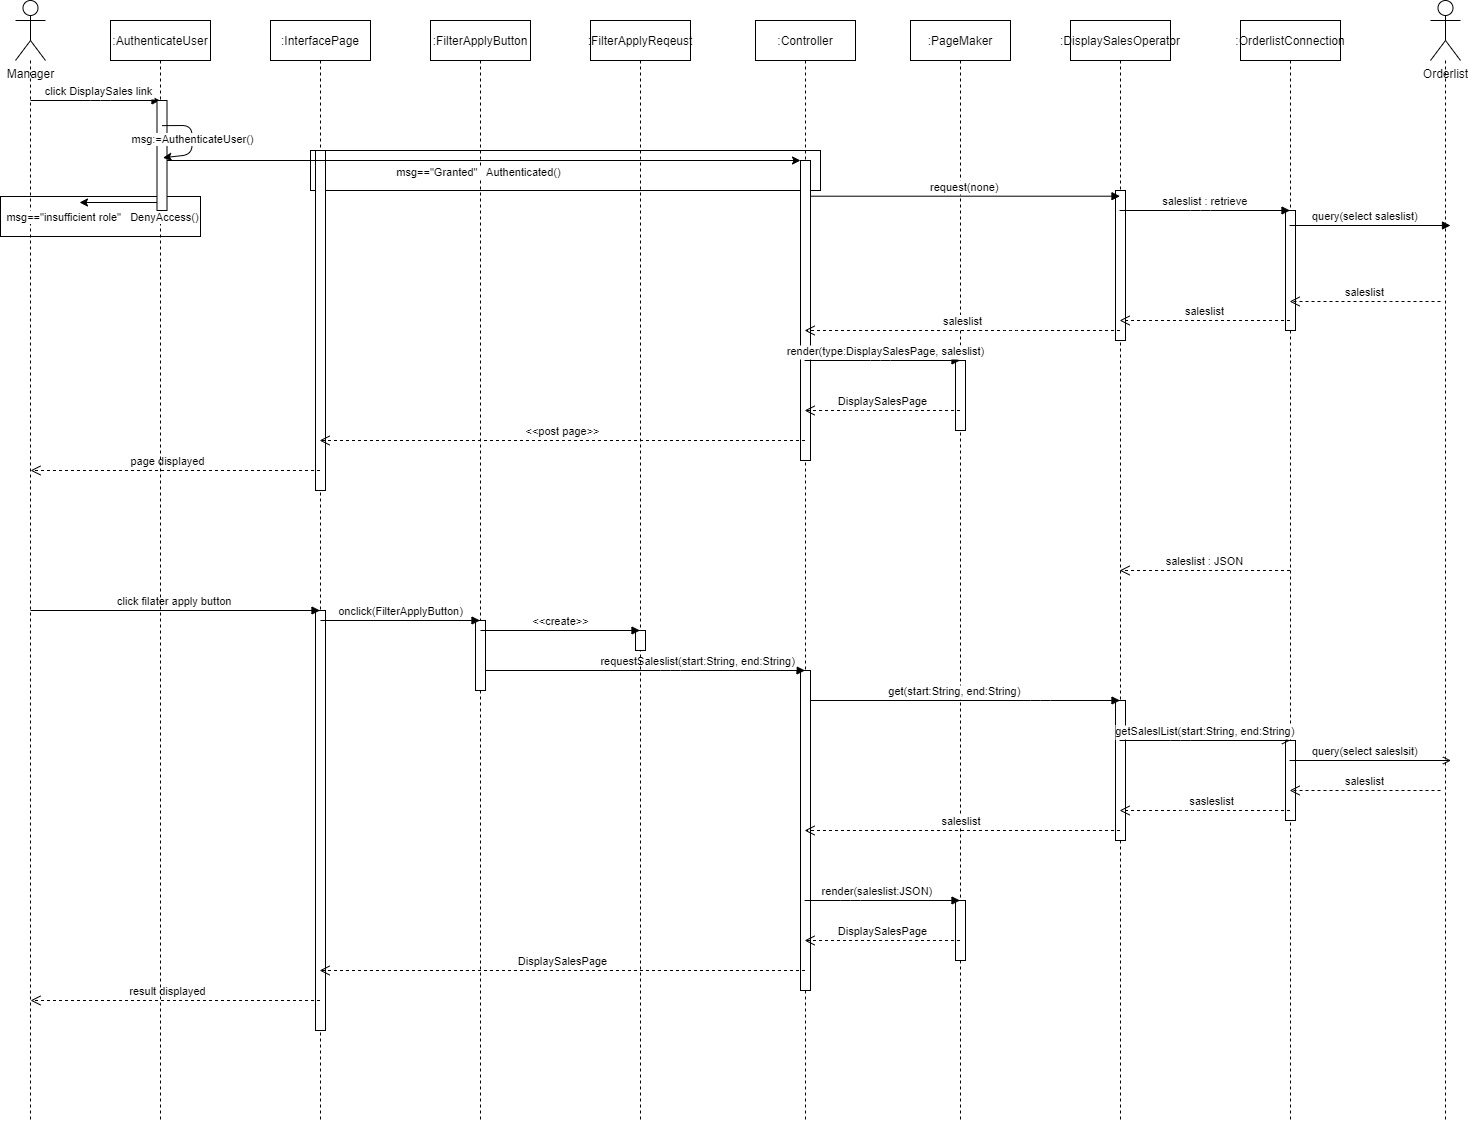 Manager
:AuthenticateUser
:InterfacePage
:FilterApplyButton
:FilterApplyReqeust
:Controller
:PageMaker
:DisplaySalesOperator
:OrderlistConnection
Orderlist
click DisplaySales link
msg:=AuthenticateUser()
msg=="Granted" Authenticated()
request(none)
saleslist : retrieve
msg=="insufficient role" DenyAccess()
query(select saleslist)
saleslist
saleslist
saleslist
render(type:DisplaySalesPage, saleslist)
DisplaySalesPage
<<post page>>
page displayed
saleslist : JSON
click filater apply button
onclick(FilterApplyButton)
<<create>>
requestSaleslist(start:String, end:String)
get(start:String, end:String)
getSaleslList(start:String, end:String)
query(select saleslsit)
saleslist
sasleslist
saleslist
render(saleslist:JSON)
DisplaySalesPage
DisplaySalesPage
result displayed